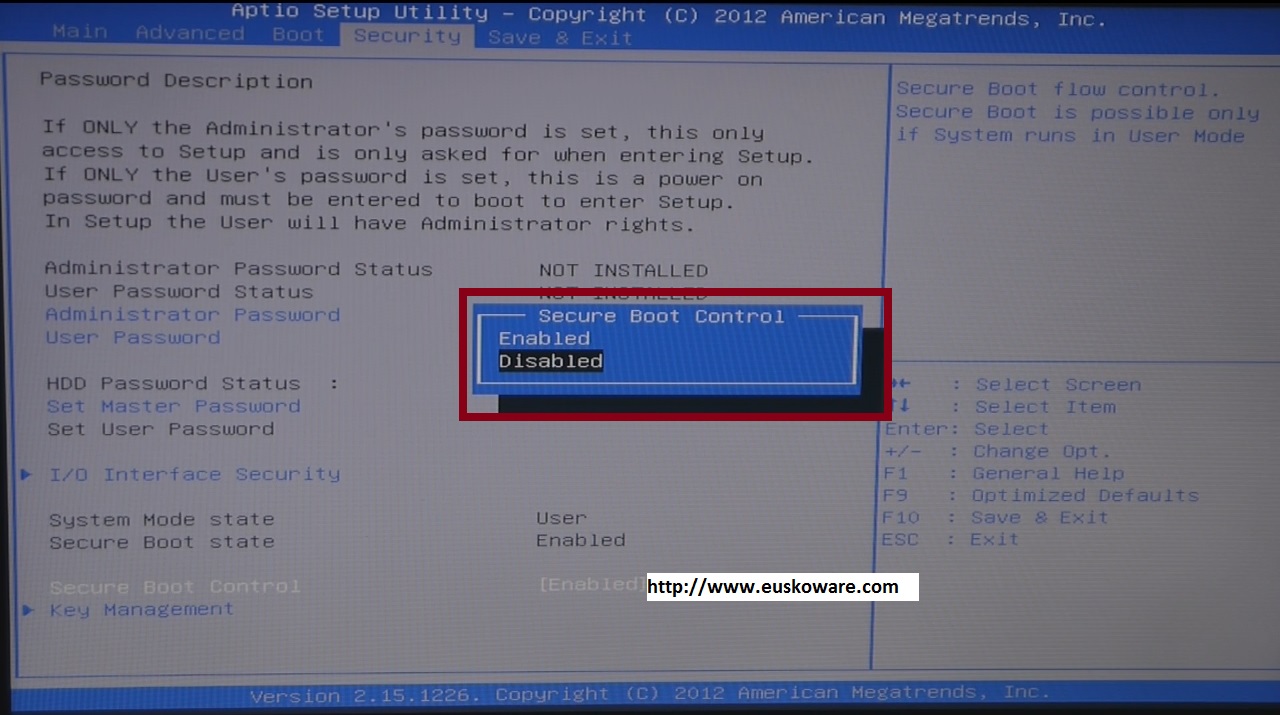 Aptio Setup Utility – Copyright (C) 2012 American Megatrends, Inc.
Main Advanced Boot Security Save & Exit
Password Description
If ONLY the Administrator's password is set, this only
access to Setup and is only asked for when entering Setup.
If ONLY the User's password is set, this is a power on
password and must be entered to boot to enter Setup.
In Setup the User will have Administrator rights.
Administrator Password Status NOT INSTALLED
User Password Status NOT INSTALLED
Administrator Password
User Password
HDD Password Status :
Set Master Password
Set User Password
I/O Interface Security
System Mode state User
Secure Boot state Enabled
Secure Boot Control [Enabled]
Key Management
Secure Boot Control
Enabled
Disabled
http://www.euskoware.com
Secure Boot flow control.
Secure Boot is possible only
if System runs in User Mode
→← : Select Screen
↑↓ : Select Item
Enter: Select
+/- : Change Opt.
F1 : General Help
F9 : Optimized Defaults
F10 : Save & Exit
ESC : Exit
Version 2.15.1226. Copyright (C) 2012 American Megatrends, Inc.